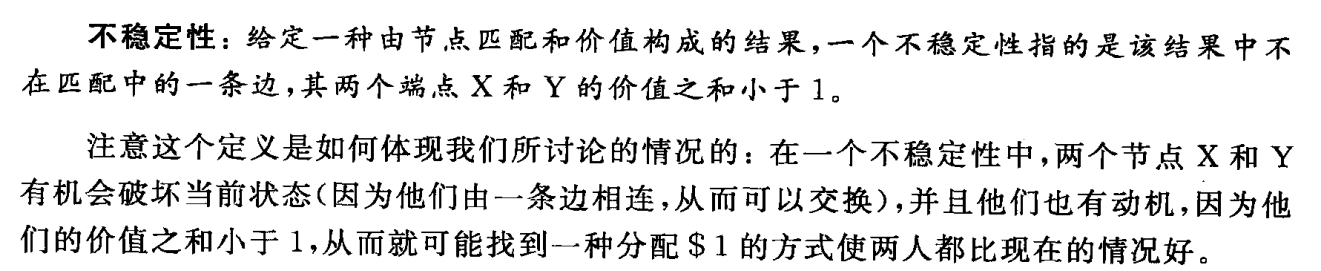 不稳定性：给定一种由节点匹配和价值构成的结果，一个不稳定性指的是该结果中不
在匹配中的一条边，其两个端点 X 和 Y 的价值之和小于 1。
注意这个定义是如何体现我们所讨论的情况的：在一个不稳定性中，两个节点 X 和 Y
有机会破坏当前状态(因为他们由一条边相连，从而可以交换)，并且他们也有动机，因为他
们的价值之和小于 1，从而就可能找到一种分配 $1 的方式使两人都比现在的情况好。